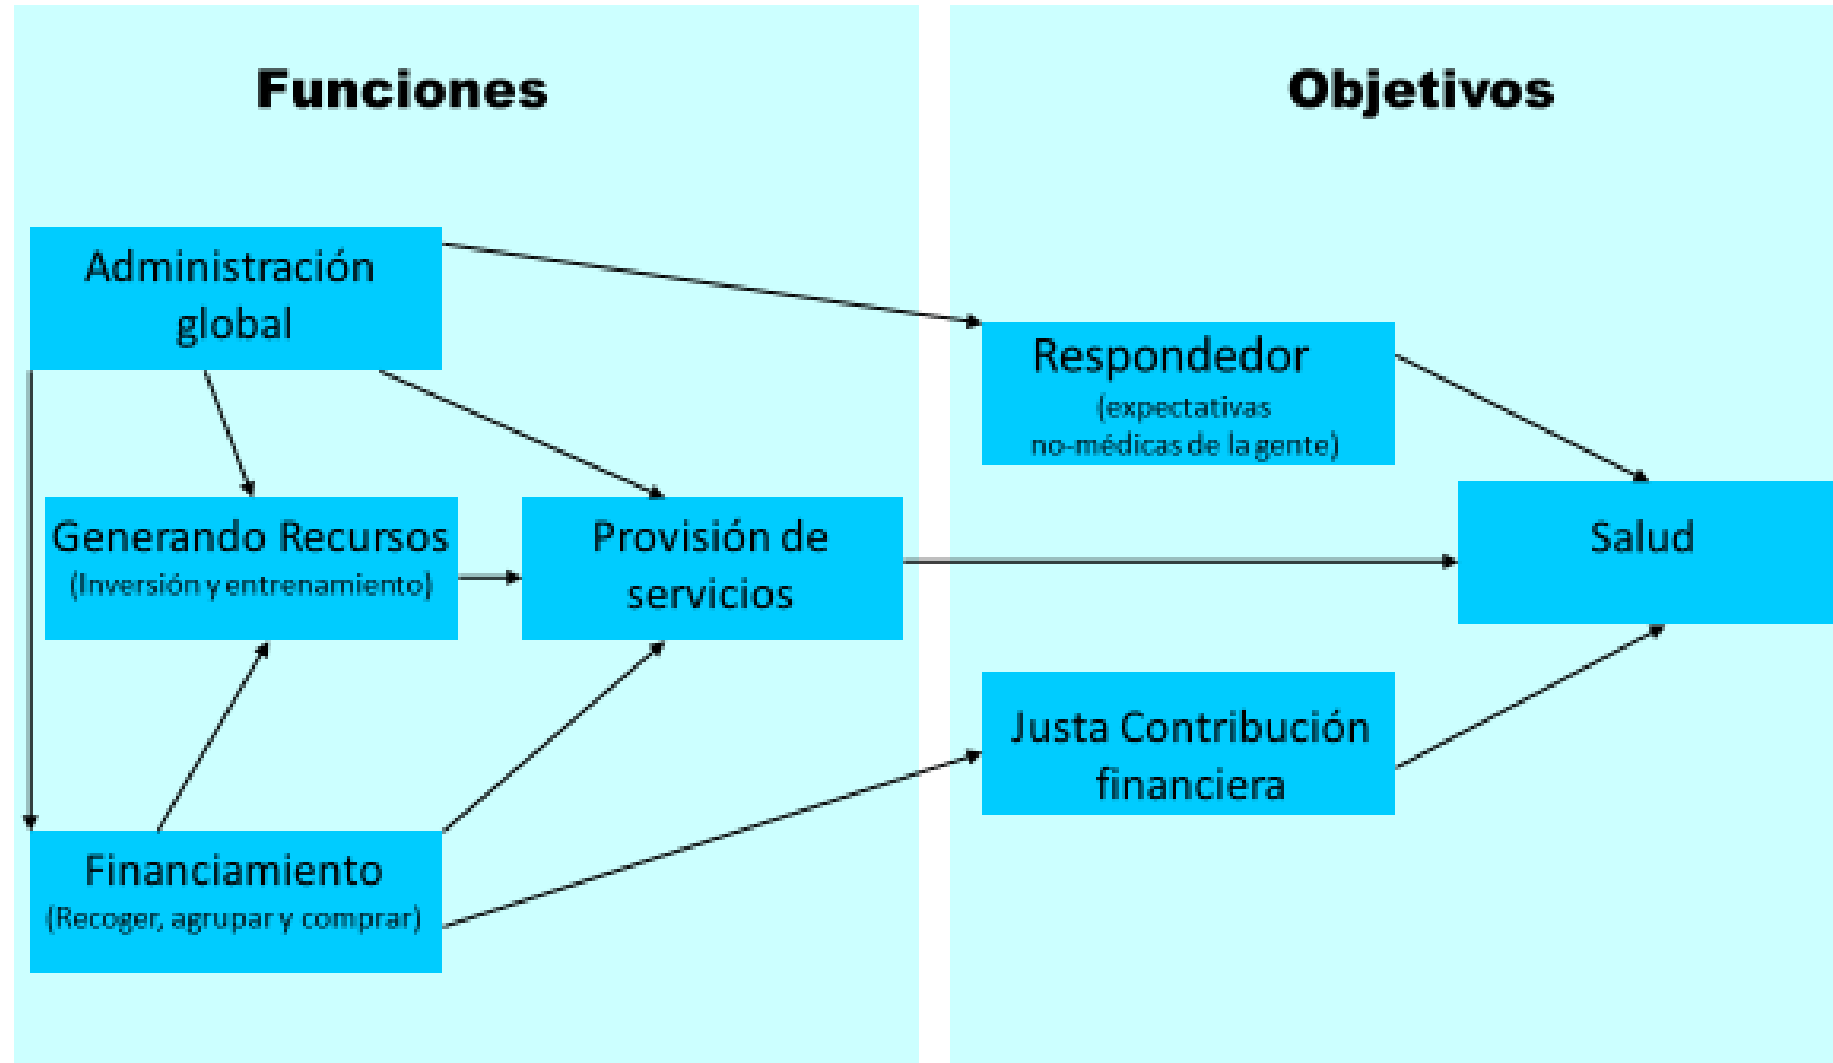 Funciones
Objetivos
Administración
global
Respondedor
(expectativas
no-médicas de la gente)
Generando Recursos
(Inversión y entrenamiento)
Provisión de
servicios
Salud
Justa Contribución
financiera
Financiamiento
(Recoger, agrupar y comprar)